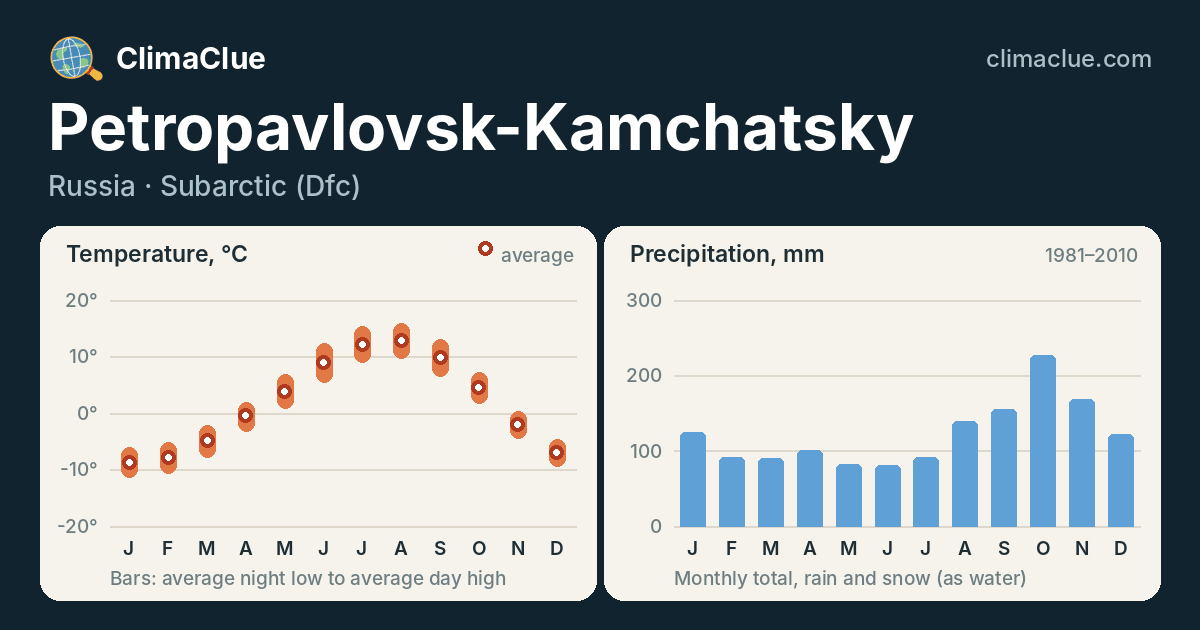 ClimaClue
climaclue.com
Petropavlovsk-Kamchatsky
Russia · Subarctic (Dfc)
Temperature, °C
average
20°
10°
0°
-10°
-20°
J F M A M J J A S O N D
Bars: average night low to average day high
Precipitation, mm
1981–2010
300
200
100
0
J F M A M J J A S O N D
Monthly total, rain and snow (as water)